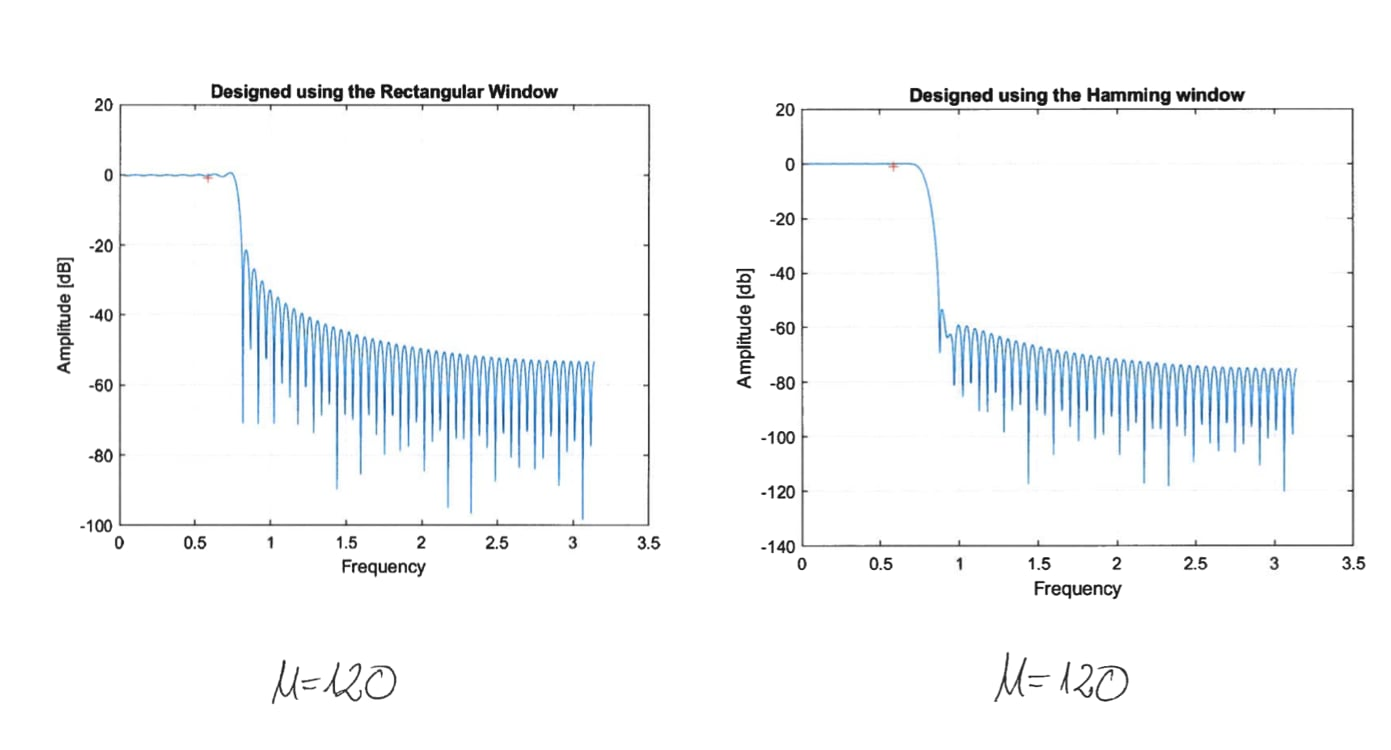 Designed using the Rectangular Window
20
0
-20
-40
-60
-80
-100
Amplitude [dB]
0 0.5 1 1.5 2 2.5 3 3.5
Frequency
Designed using the Hamming window
20
0
-20
-40
-60
-80
-100
-120
-140
Amplitude [db]
0 0.5 1 1.5 2 2.5 3 3.5
Frequency
M=120
M=120